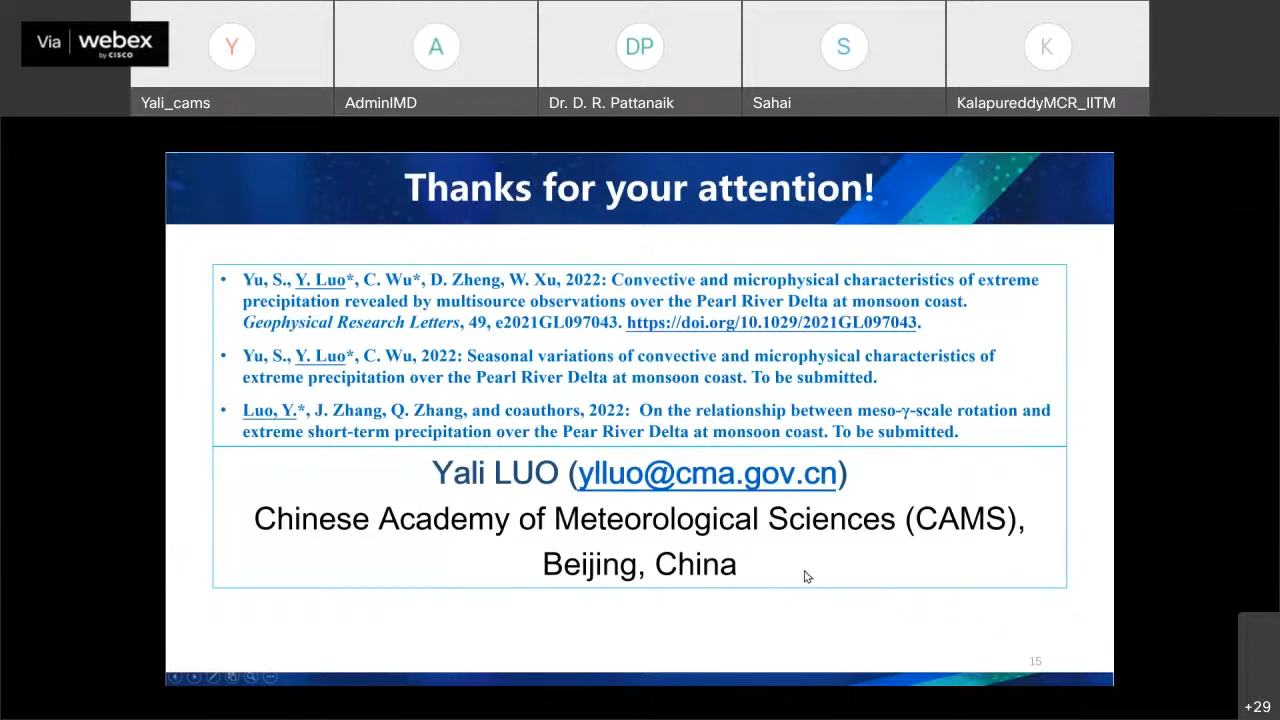 Via webex
by CISCO
Y A DP S K
Yali_cams AdminIMD Dr. D. R. Pattanaik Sahai KalapureddyMCR_IITM
Thanks for your attention!
• Yu, S., Y. Luo*, C. Wu*, D. Zheng, W. Xu, 2022: Convective and microphysical characteristics of extreme
precipitation revealed by multisource observations over the Pearl River Delta at monsoon coast.
Geophysical Research Letters, 49, e2021GL097043. https://doi.org/10.1029/2021GL097043.
• Yu, S., Y. Luo*, C. Wu, 2022: Seasonal variations of convective and microphysical characteristics of
extreme precipitation over the Pearl River Delta at monsoon coast. To be submitted.
• Luo, Y.*, J. Zhang, Q. Zhang, and coauthors, 2022: On the relationship between meso-γ-scale rotation and
extreme short-term precipitation over the Pear River Delta at monsoon coast. To be submitted.
Yali LUO (ylluo@cma.gov.cn)
Chinese Academy of Meteorological Sciences (CAMS),
Beijing, China
15
+29